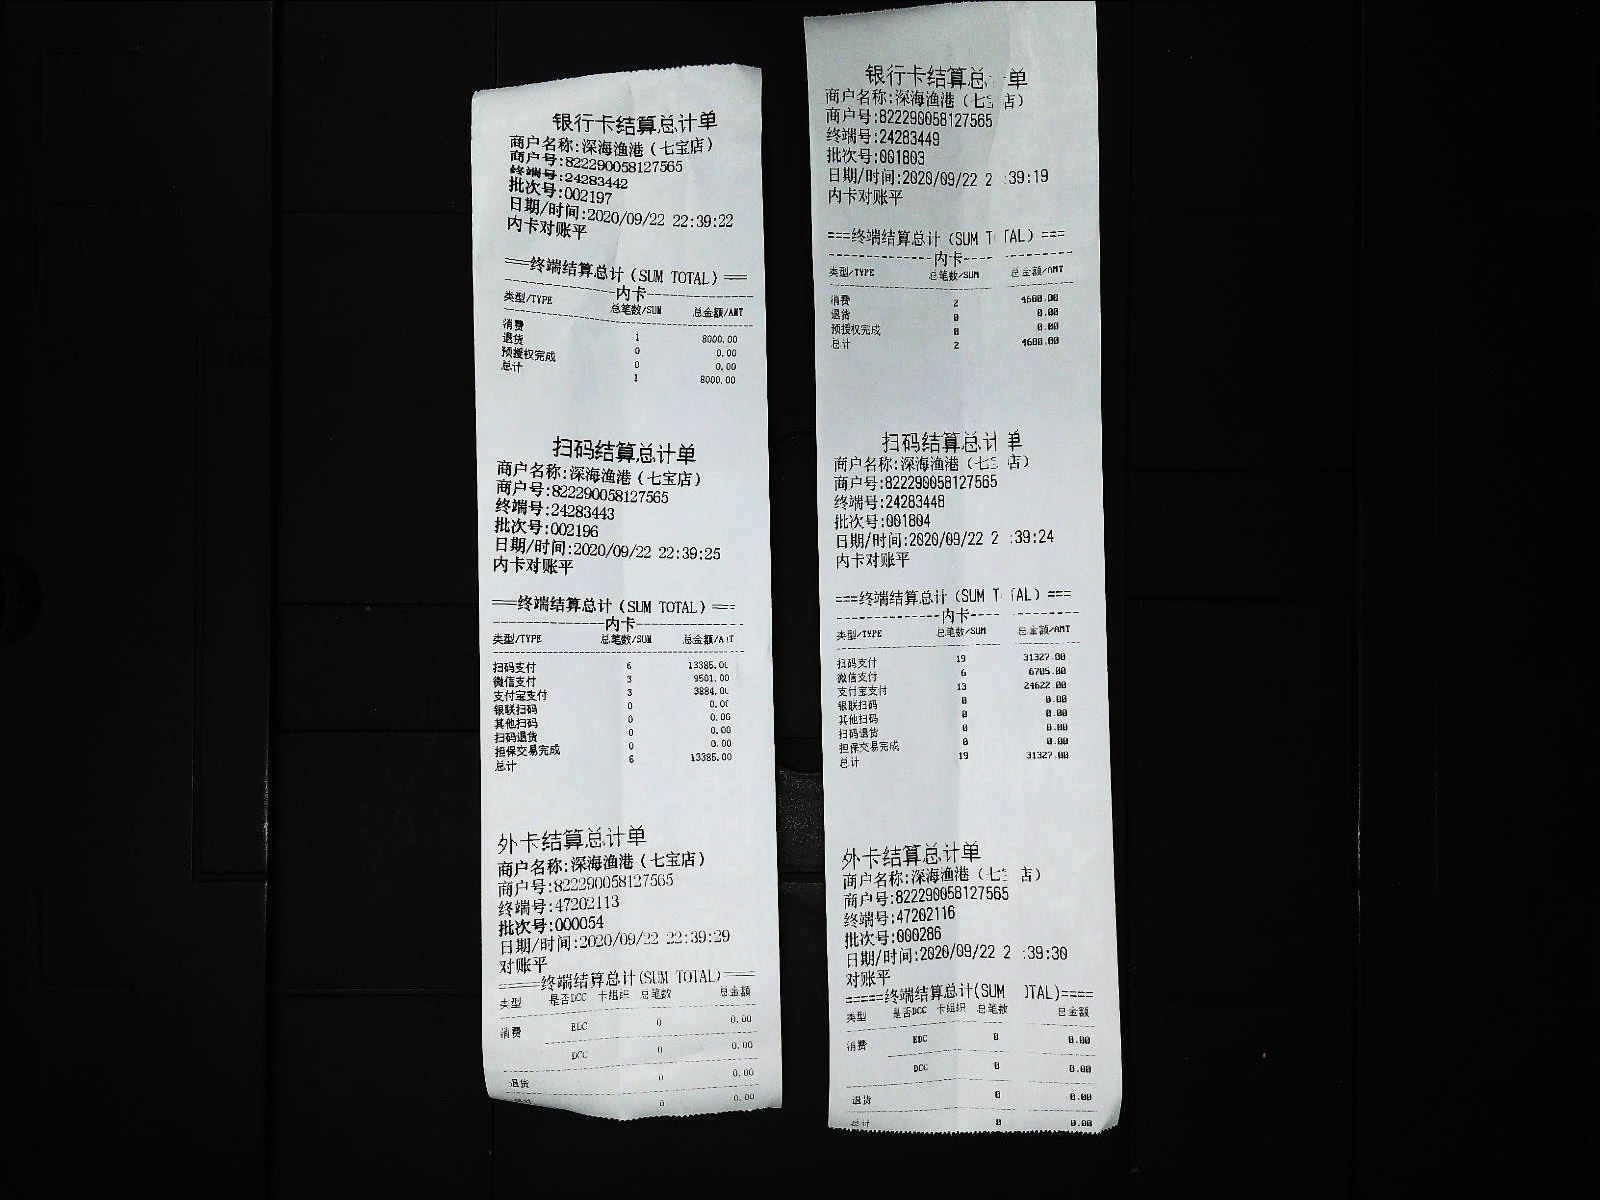 银行卡结算总计单
商户名称:深海渔港（七宝店）
商户号:822290058127565
终端号:24283442
批次号:002197
日期/时间:2020/09/22 22:39:22
内卡对账平
===终端结算总计（SUM TOTAL）===
内卡
类型/TYPE 总笔数/SUM 总金额/AMT
消费 1 8000.00
退货 0 0.00
预授权完成 0 0.00
总计 1 8000.00
扫码结算总计单
商户名称:深海渔港（七宝店）
商户号:822290058127565
终端号:24283443
批次号:002196
日期/时间:2020/09/22 22:39:25
内卡对账平
===终端结算总计（SUM TOTAL）===
内卡
类型/TYPE 总笔数/SUM 总金额/A T
扫码支付 6 13385.00
微信支付 3 9501.00
支付宝支付 3 3884.00
银联扫码 0 0.00
其他扫码 0 0.00
扫码退货 0 0.00
担保交易完成 0 0.00
总计 6 13385.00
外卡结算总计单
商户名称:深海渔港（七宝店）
商户号:822290058127565
终端号:47202113
批次号:000054
日期/时间:2020/09/22 22:39:29
对账平
=====终端结算总计(SUM TOTAL)====
类型 是否DCC 卡组织 总笔数 总金额
消费 EDC 0 0.00
DCC 0 0.00
退货 0 0.00
0 0.00
银行卡结算总计单
商户名称:深海渔港（七 店）
商户号:822290058127565
终端号:24283449
批次号:001803
日期/时间:2020/09/22 2 :39:19
内卡对账平
===终端结算总计（SUM T TAL）===
内卡
类型/TYPE 总笔数/SUM 总金额/AMT
消费 2 4600.00
退货 0 0.00
预授权完成 0 0.00
总计 2 4600.00
扫码结算总计单
商户名称:深海渔港（七 店）
商户号:822290058127565
终端号:24283448
批次号:001804
日期/时间:2020/09/22 2 :39:24
内卡对账平
===终端结算总计（SUM T TAL）===
内卡
类型/TYPE 总笔数/SUM 总金额/AMT
扫码支付 19 31327.00
微信支付 6 6705.00
支付宝支付 13 24622.00
银联扫码 0 0.00
其他扫码 0 0.00
扫码退货 0 0.00
担保交易完成 0 0.00
总计 19 31327.00
外卡结算总计单
商户名称:深海渔港（七 店）
商户号:822290058127565
终端号:47202116
批次号:000286
日期/时间:2020/09/22 2 :39:30
对账平
=====终端结算总计(SUM OTAL)====
类型 是否DCC 卡组织 总笔数 总金额
消费 EDC 0 0.00
DCC 0 0.00
退货 0 0.00
总计 0 0.00